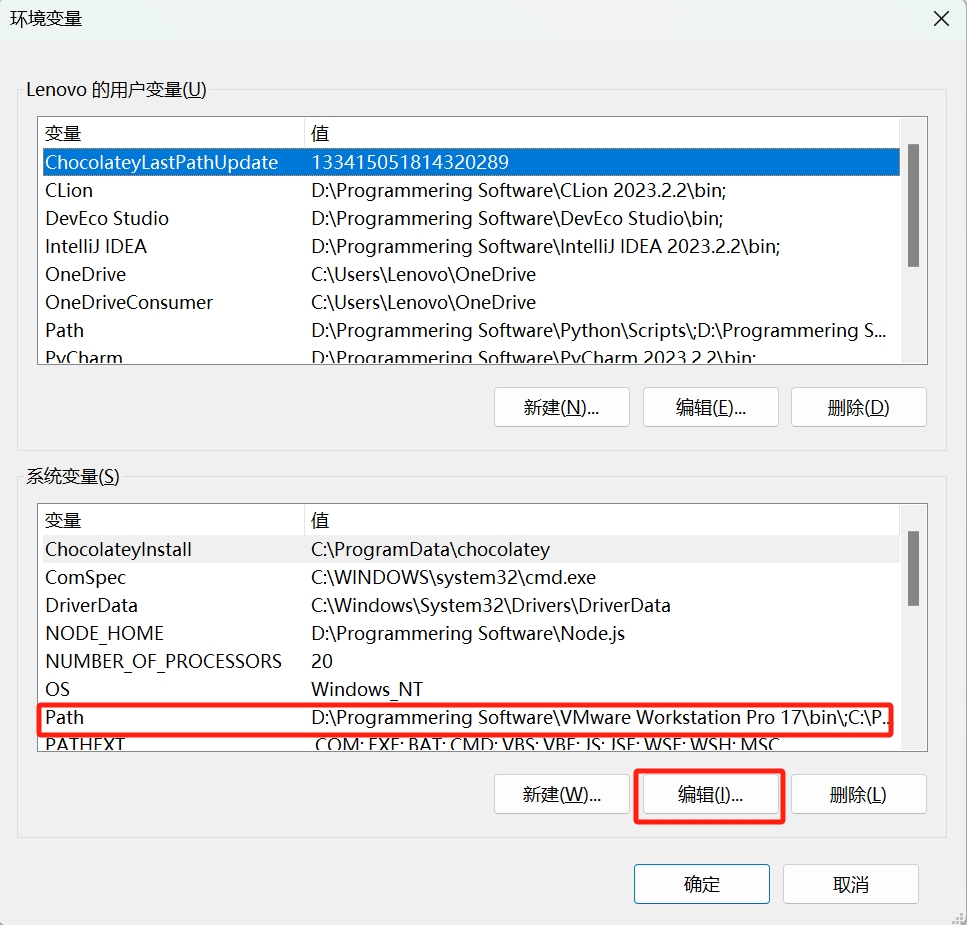 环境变量
Lenovo 的用户变量(U)
变量 值
ChocolateyLastPathUpdate 133415051814320289
CLion D:\Programmering Software\CLion 2023.2.2\bin;
DevEco Studio D:\Programmering Software\DevEco Studio\bin;
IntelliJ IDEA D:\Programmering Software\IntelliJ IDEA 2023.2.2\bin;
OneDrive C:\Users\Lenovo\OneDrive
OneDriveConsumer C:\Users\Lenovo\OneDrive
Path D:\Programmering Software\Python\Scripts\;D:\Programmering S...
PyCharm D:\Programmering Software\PyCharm 2023.2.2\bin;
新建(N)... 编辑(E)... 删除(D)
系统变量(S)
变量 值
ChocolateyInstall C:\ProgramData\chocolatey
ComSpec C:\WINDOWS\system32\cmd.exe
DriverData C:\Windows\System32\Drivers\DriverData
NODE_HOME D:\Programmering Software\Node.js
NUMBER_OF_PROCESSORS 20
OS Windows_NT
Path D:\Programmering Software\VMware Workstation Pro 17\bin\;C:\P...
PATHEXT .COM;.EXE;.BAT;.CMD;.VBS;.VBE;.JS;.JSE;.WSF;.WSH;.MSC
新建(W)... 编辑(I)... 删除(L)
确定 取消